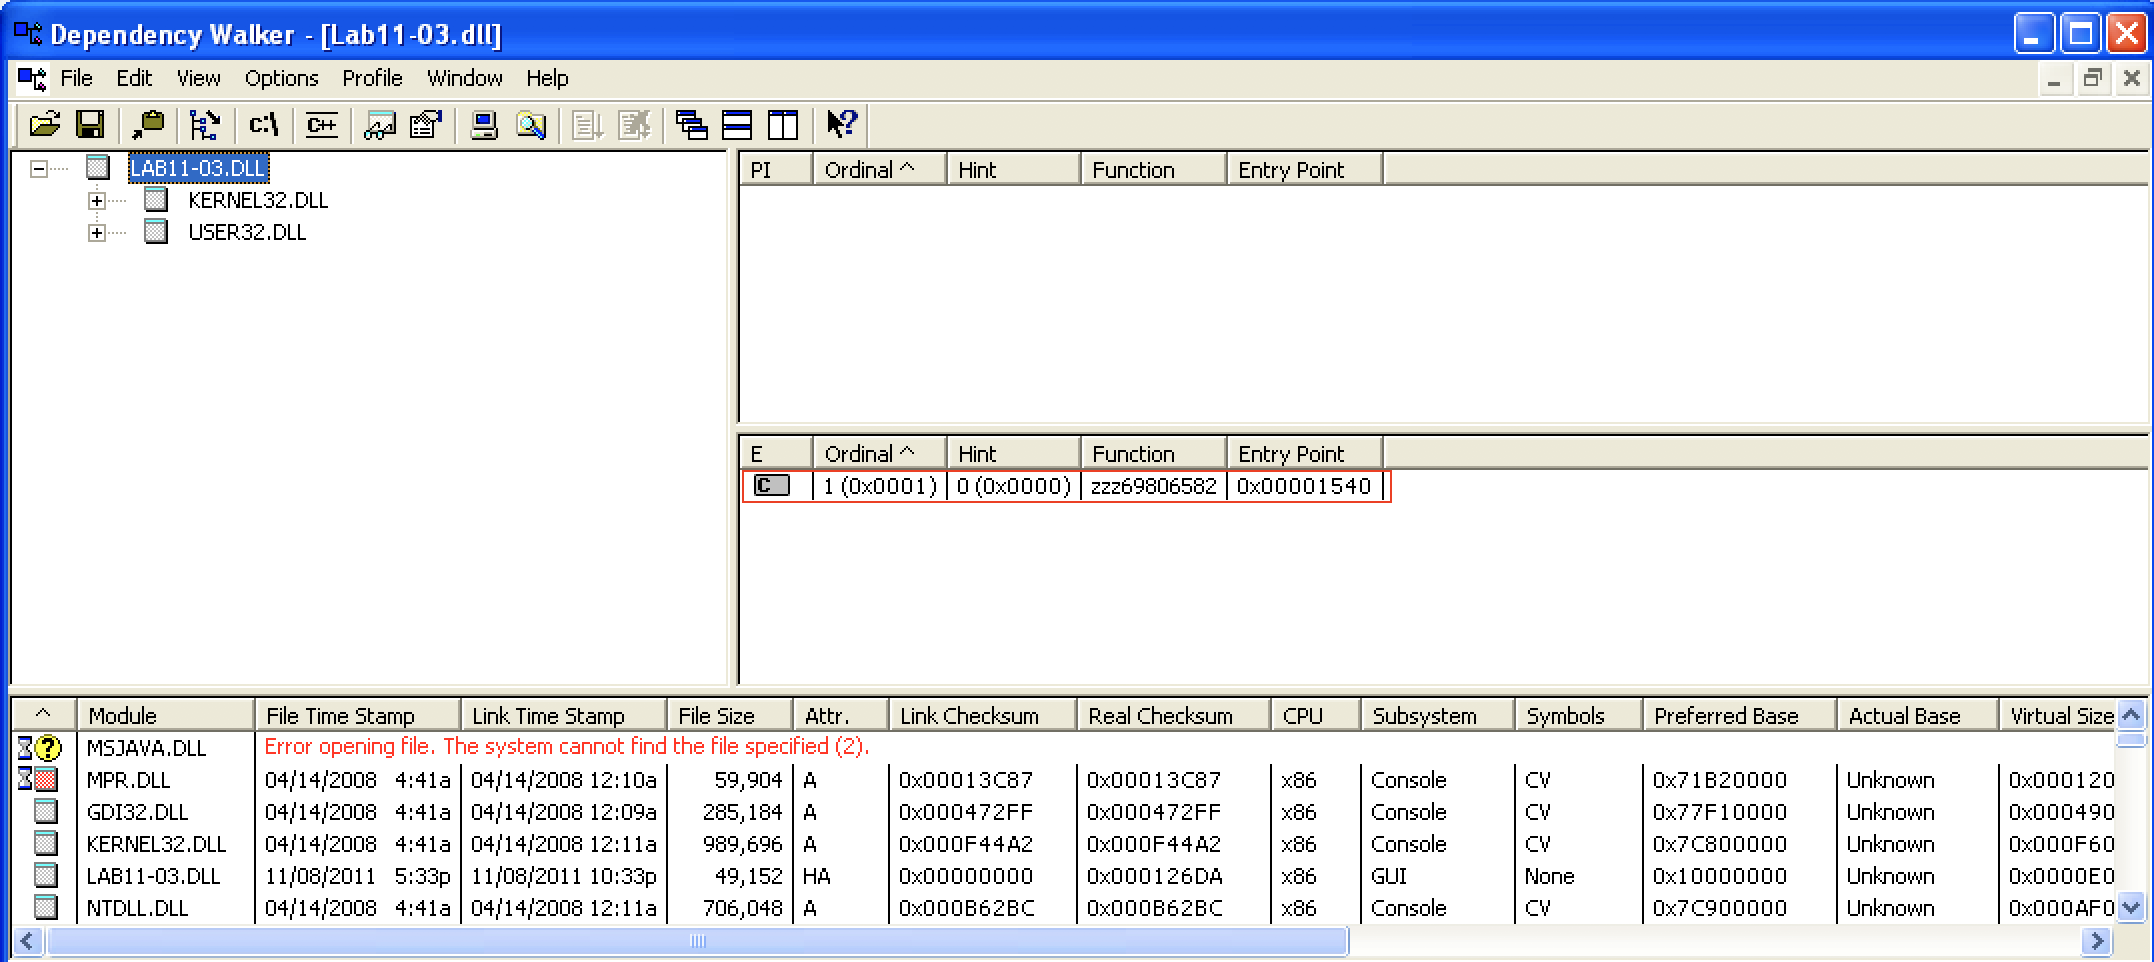 Dependency Walker - [Lab11-03.dll]
File Edit View Options Profile Window Help
c:\ C++
LAB11-03.DLL
KERNEL32.DLL
USER32.DLL
PI Ordinal ^ Hint Function Entry Point
E Ordinal ^ Hint Function Entry Point
C 1 (0x0001) 0 (0x0000) zzz69806582 0x00001540
^ Module File Time Stamp Link Time Stamp File Size Attr. Link Checksum Real Checksum CPU Subsystem Symbols Preferred Base Actual Base Virtual Size
? MSJAVA.DLL Error opening file. The system cannot find the file specified (2).
MPR.DLL 04/14/2008 4:41a 04/14/2008 12:10a 59,904 A 0x00013C87 0x00013C87 x86 Console CV 0x71B20000 Unknown 0x000120
GDI32.DLL 04/14/2008 4:41a 04/14/2008 12:09a 285,184 A 0x000472FF 0x000472FF x86 Console CV 0x77F10000 Unknown 0x000490
KERNEL32.DLL 04/14/2008 4:41a 04/14/2008 12:11a 989,696 A 0x000F44A2 0x000F44A2 x86 Console CV 0x7C800000 Unknown 0x000F60
LAB11-03.DLL 11/08/2011 5:33p 11/08/2011 10:33p 49,152 HA 0x00000000 0x000126DA x86 GUI None 0x10000000 Unknown 0x0000E0
NTDLL.DLL 04/14/2008 4:41a 04/14/2008 12:11a 706,048 A 0x000B62BC 0x000B62BC x86 Console CV 0x7C900000 Unknown 0x000AF0